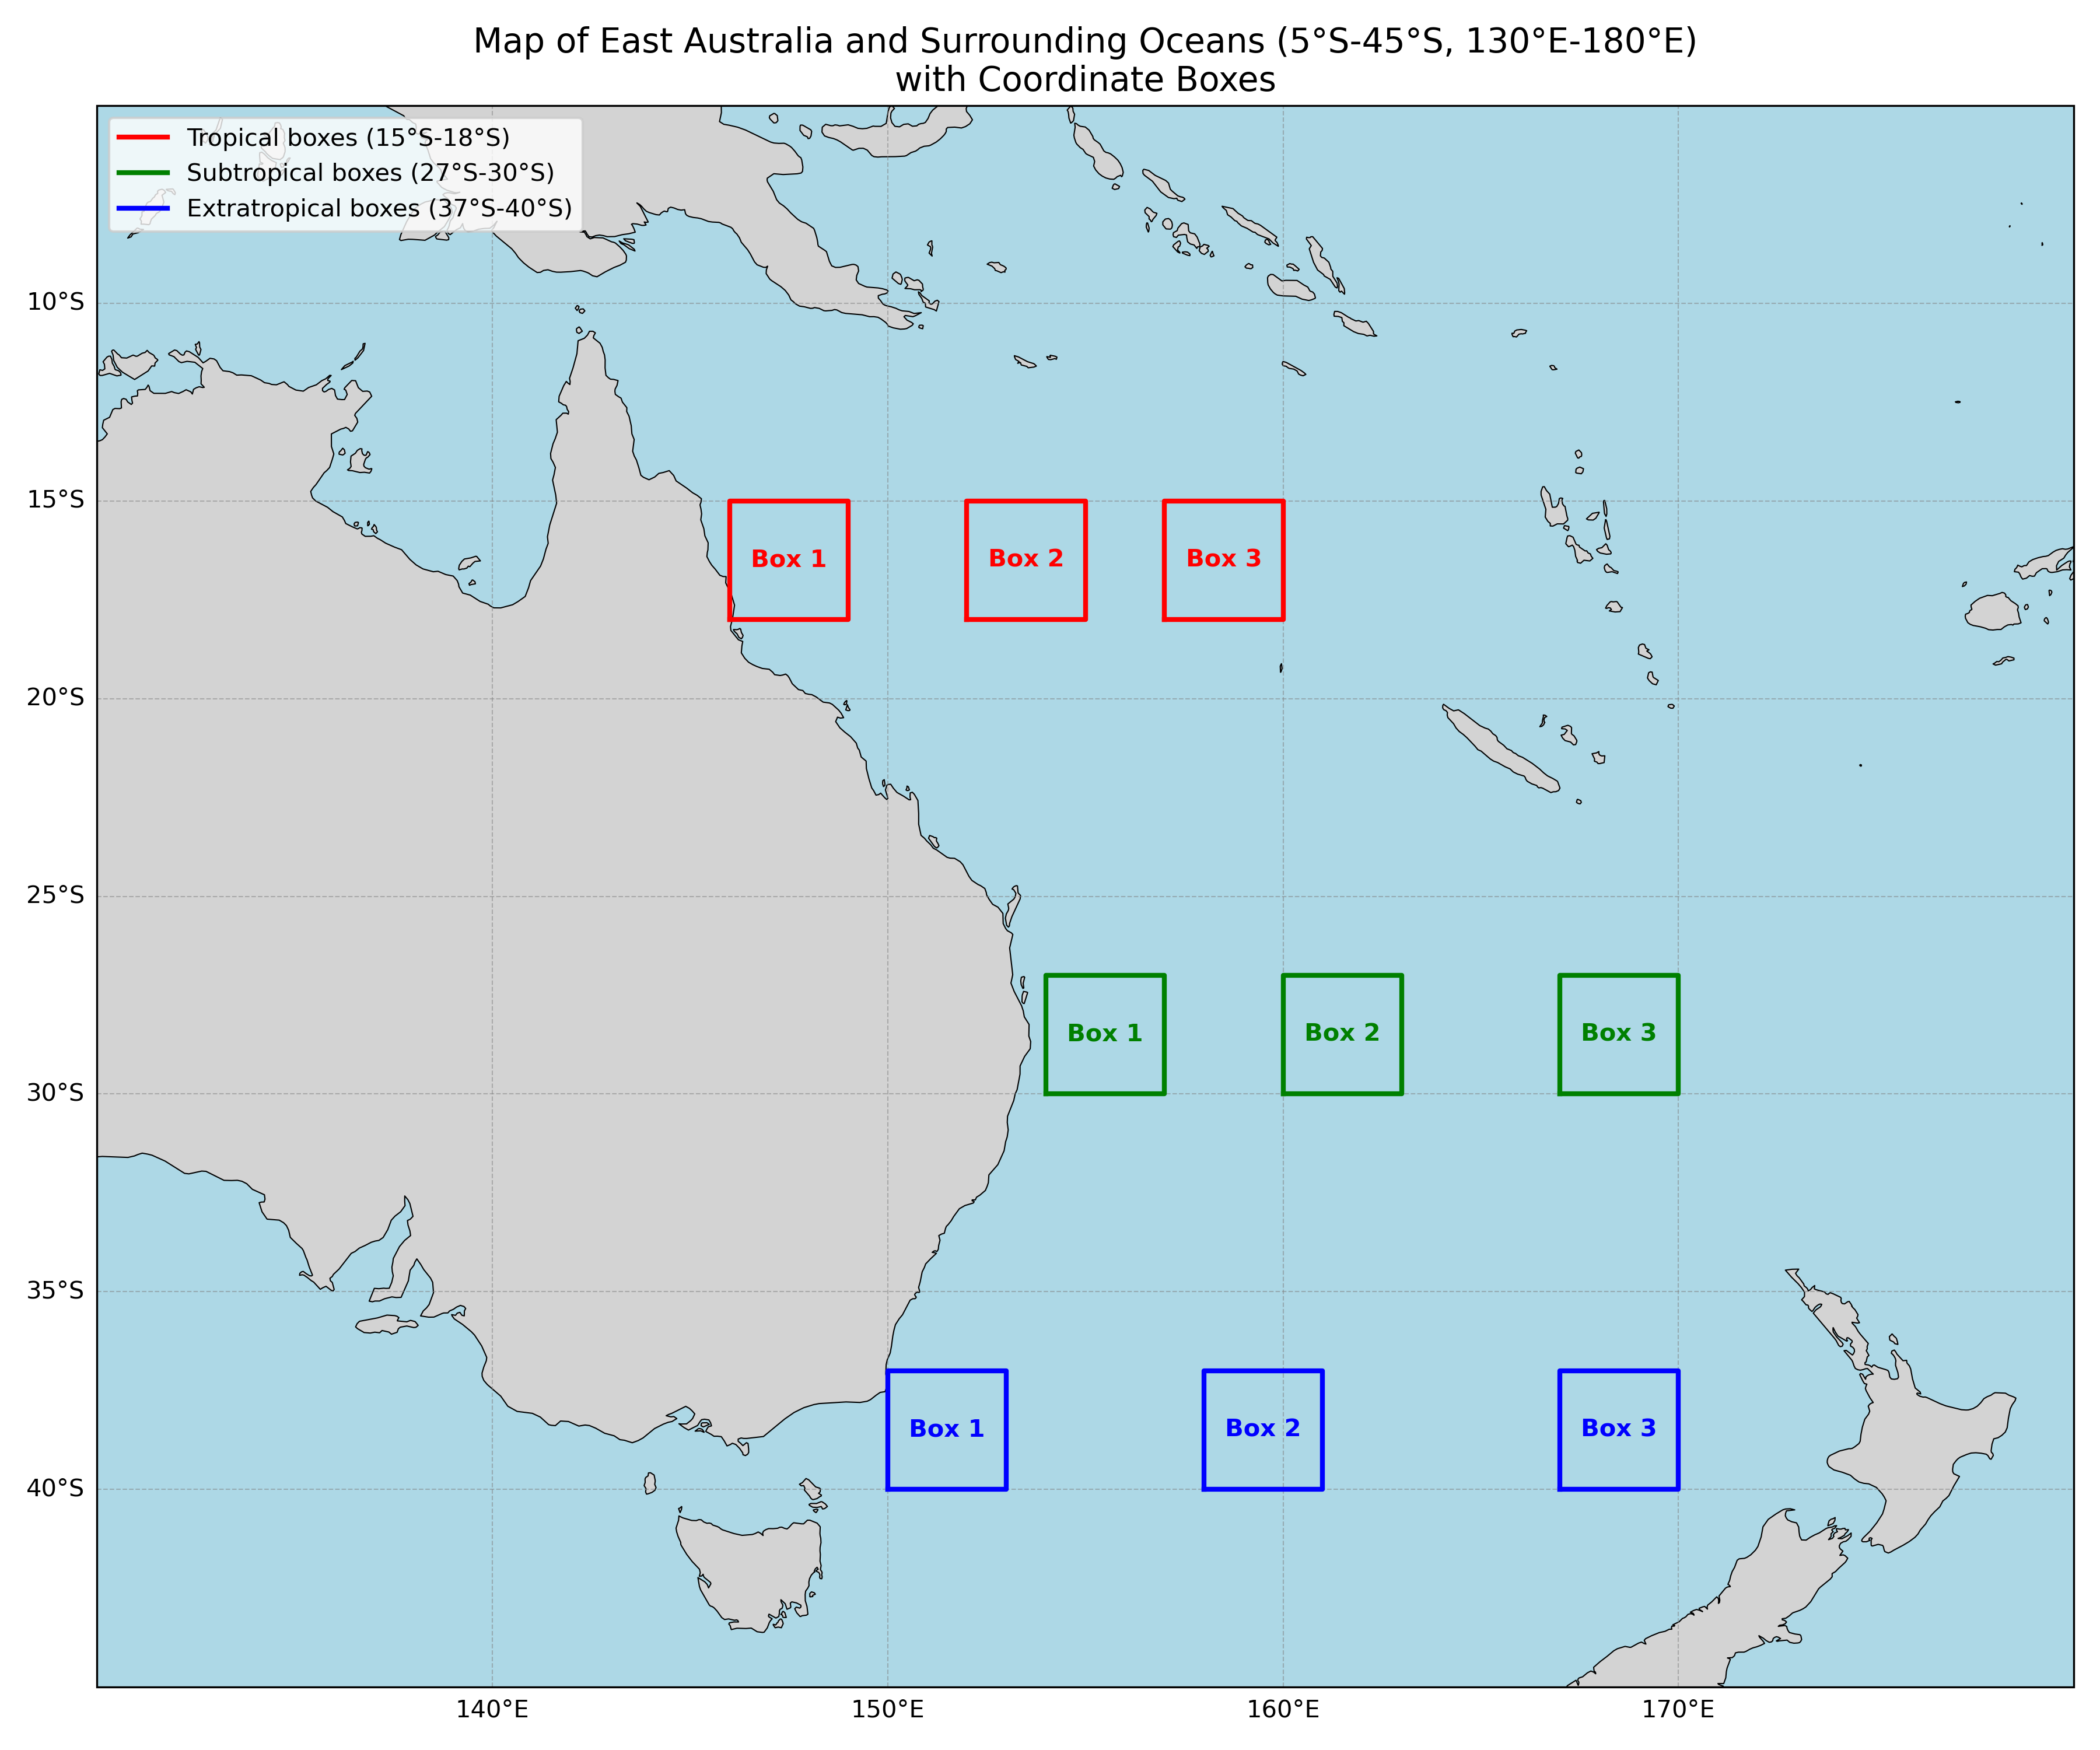 Map of East Australia and Surrounding Oceans (5°S-45°S, 130°E-180°E)
with Coordinate Boxes
Tropical boxes (15°S-18°S)
Subtropical boxes (27°S-30°S)
Extratropical boxes (37°S-40°S)
10°S
15°S
Box 1 Box 2 Box 3
20°S
25°S
Box 1 Box 2 Box 3
30°S
35°S
Box 1 Box 2 Box 3
40°S
140°E 150°E 160°E 170°E